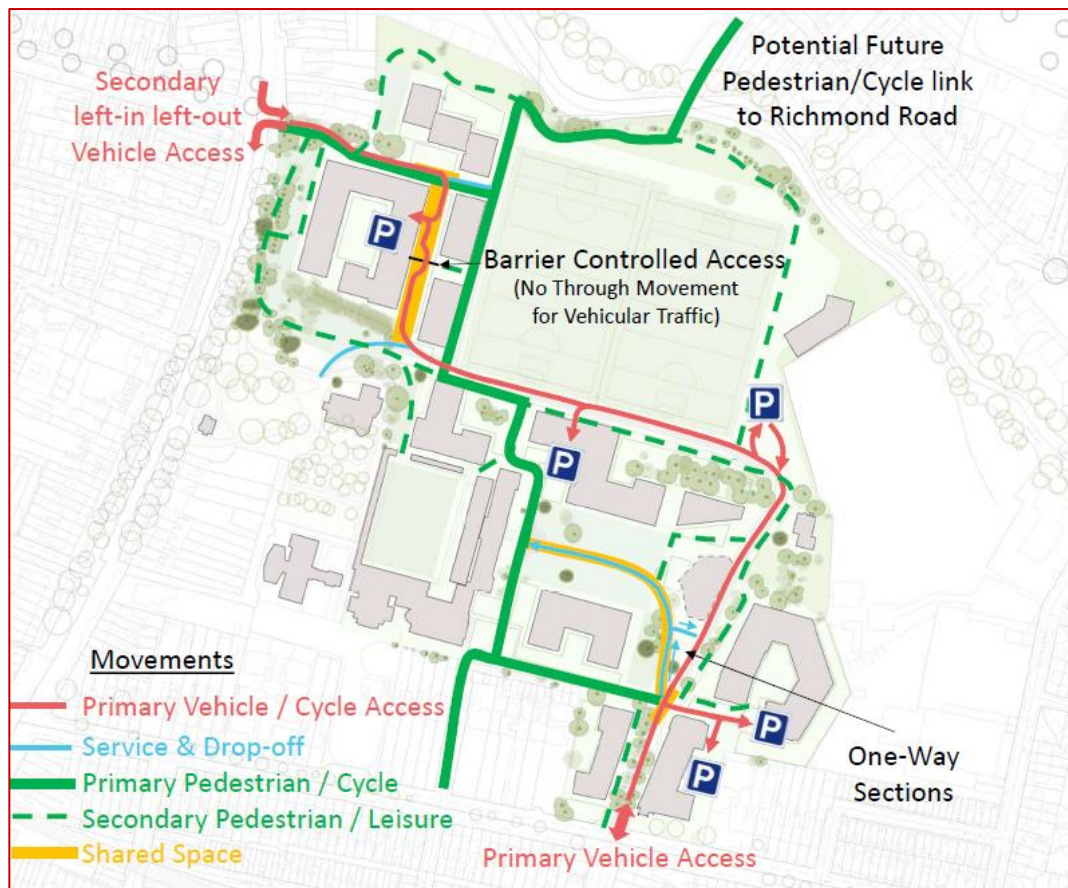 Potential Future
Pedestrian/Cycle link
to Richmond Road
Secondary
left-in left-out
Vehicle Access
P
Barrier Controlled Access
(No Through Movement
for Vehicular Traffic)
P
P
Movements
Primary Vehicle / Cycle Access
Service & Drop-off
Primary Pedestrian / Cycle
Secondary Pedestrian / Leisure
Shared Space
P
P
One-Way
Sections
Primary Vehicle Access